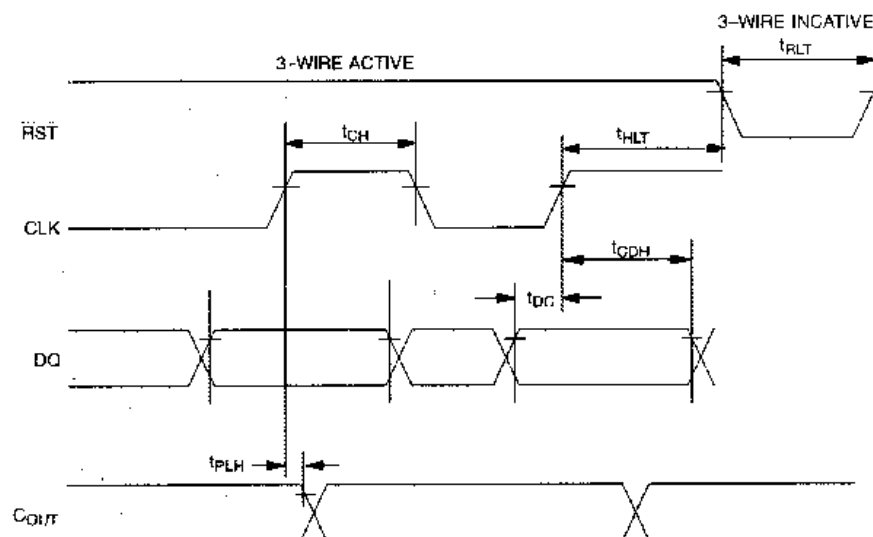 3-WIRE INCATIVE
3-WIRE ACTIVE
tRLT
RST
tCH
tHLT
CLK
tCDH
tDC
DQ
tPLH
COUT